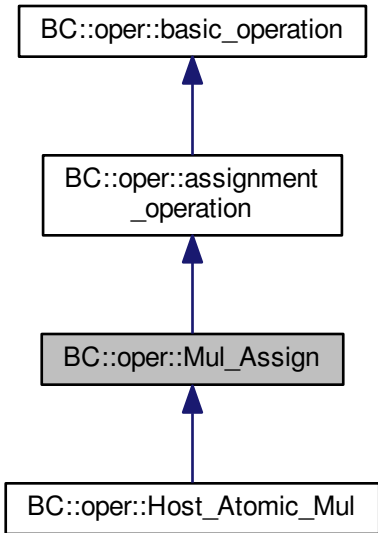 BC::oper::basic_operation
BC::oper::assignment
_operation
BC::oper::Mul_Assign
BC::oper::Host_Atomic_Mul